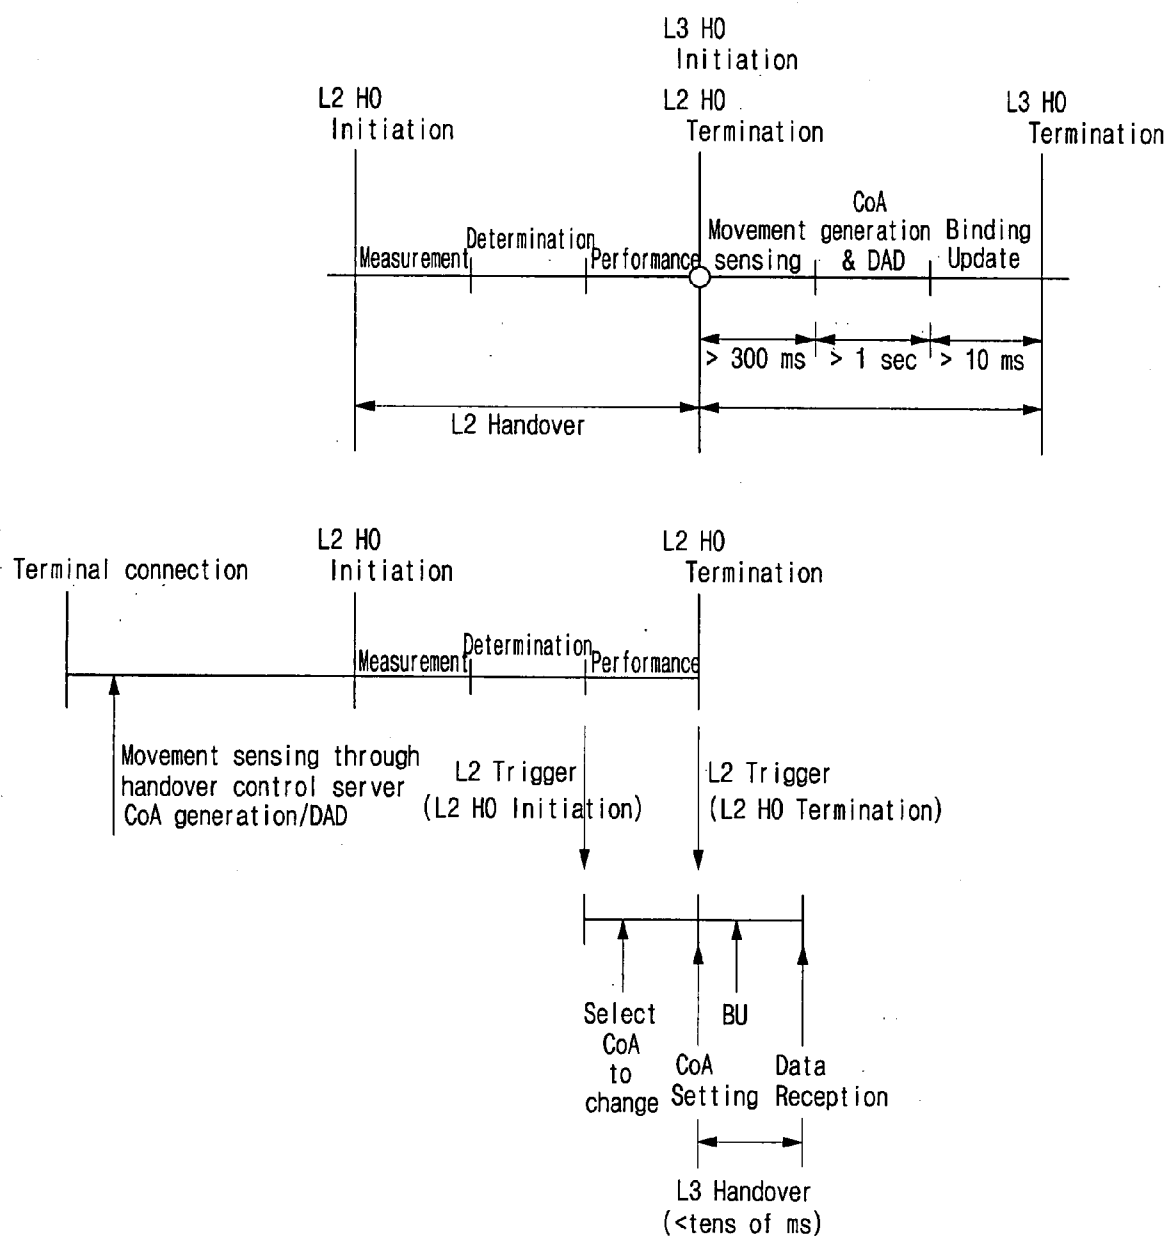 L3 HO
Initiation
L2 HO
Initiation
L2 HO
Termination
L3 HO
Termination
Measurement
Determination
Performance
Movement
sensing
CoA
generation
& DAD
Binding
Update
> 300 ms
> 1 sec
> 10 ms
L2 Handover
Terminal connection
L2 HO
Initiation
L2 HO
Termination
Measurement
Determination
Performance
Movement sensing through
handover control server
CoA generation/DAD
L2 Trigger
(L2 HO Initiation)
L2 Trigger
(L2 HO Termination)
Select
CoA
to
change
CoA
Setting
BU
Data
Reception
L3 Handover
(<tens of ms)